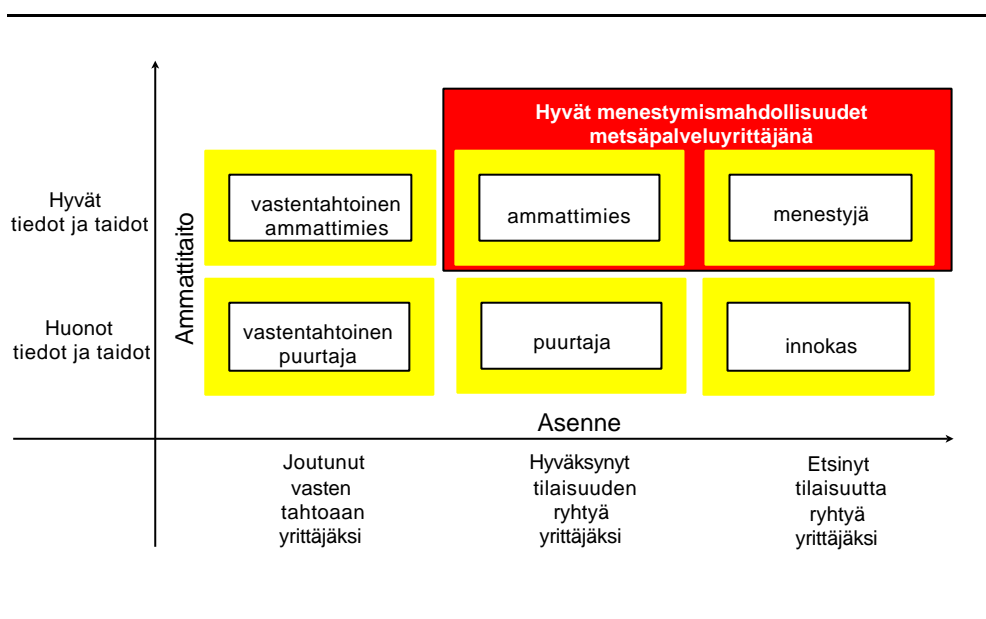 Hyvät menestymismahdollisuudet
metsäpalveluyrittäjänä
Hyvät
tiedot ja taidot
vastentahtoinen
ammattimies
ammattimies
menestyjä
Ammattitaito
Huonot
tiedot ja taidot
vastentahtoinen
puurtaja
puurtaja
innokas
Asenne
Joutunut
vasten
tahtoaan
yrittäjäksi
Hyväksynyt
tilaisuuden
ryhtyä
yrittäjäksi
Etsinyt
tilaisuutta
ryhtyä
yrittäjäksi